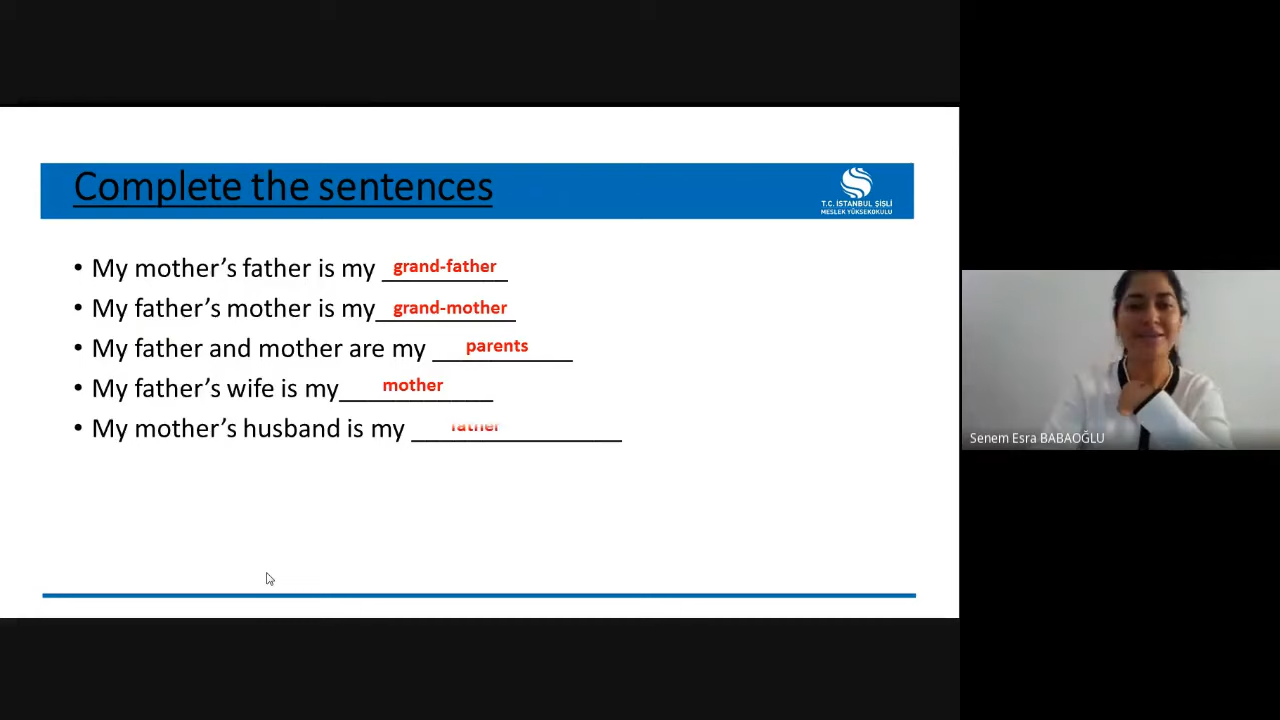 Complete the sentences
T.C. İSTANBUL ŞİŞLİ
MESLEK YÜKSEKOKULU
• My mother’s father is my grand-father
• My father’s mother is my grand-mother
• My father and mother are my parents
• My father’s wife is my mother
• My mother’s husband is my father
Senem Esra BABAOĞLU